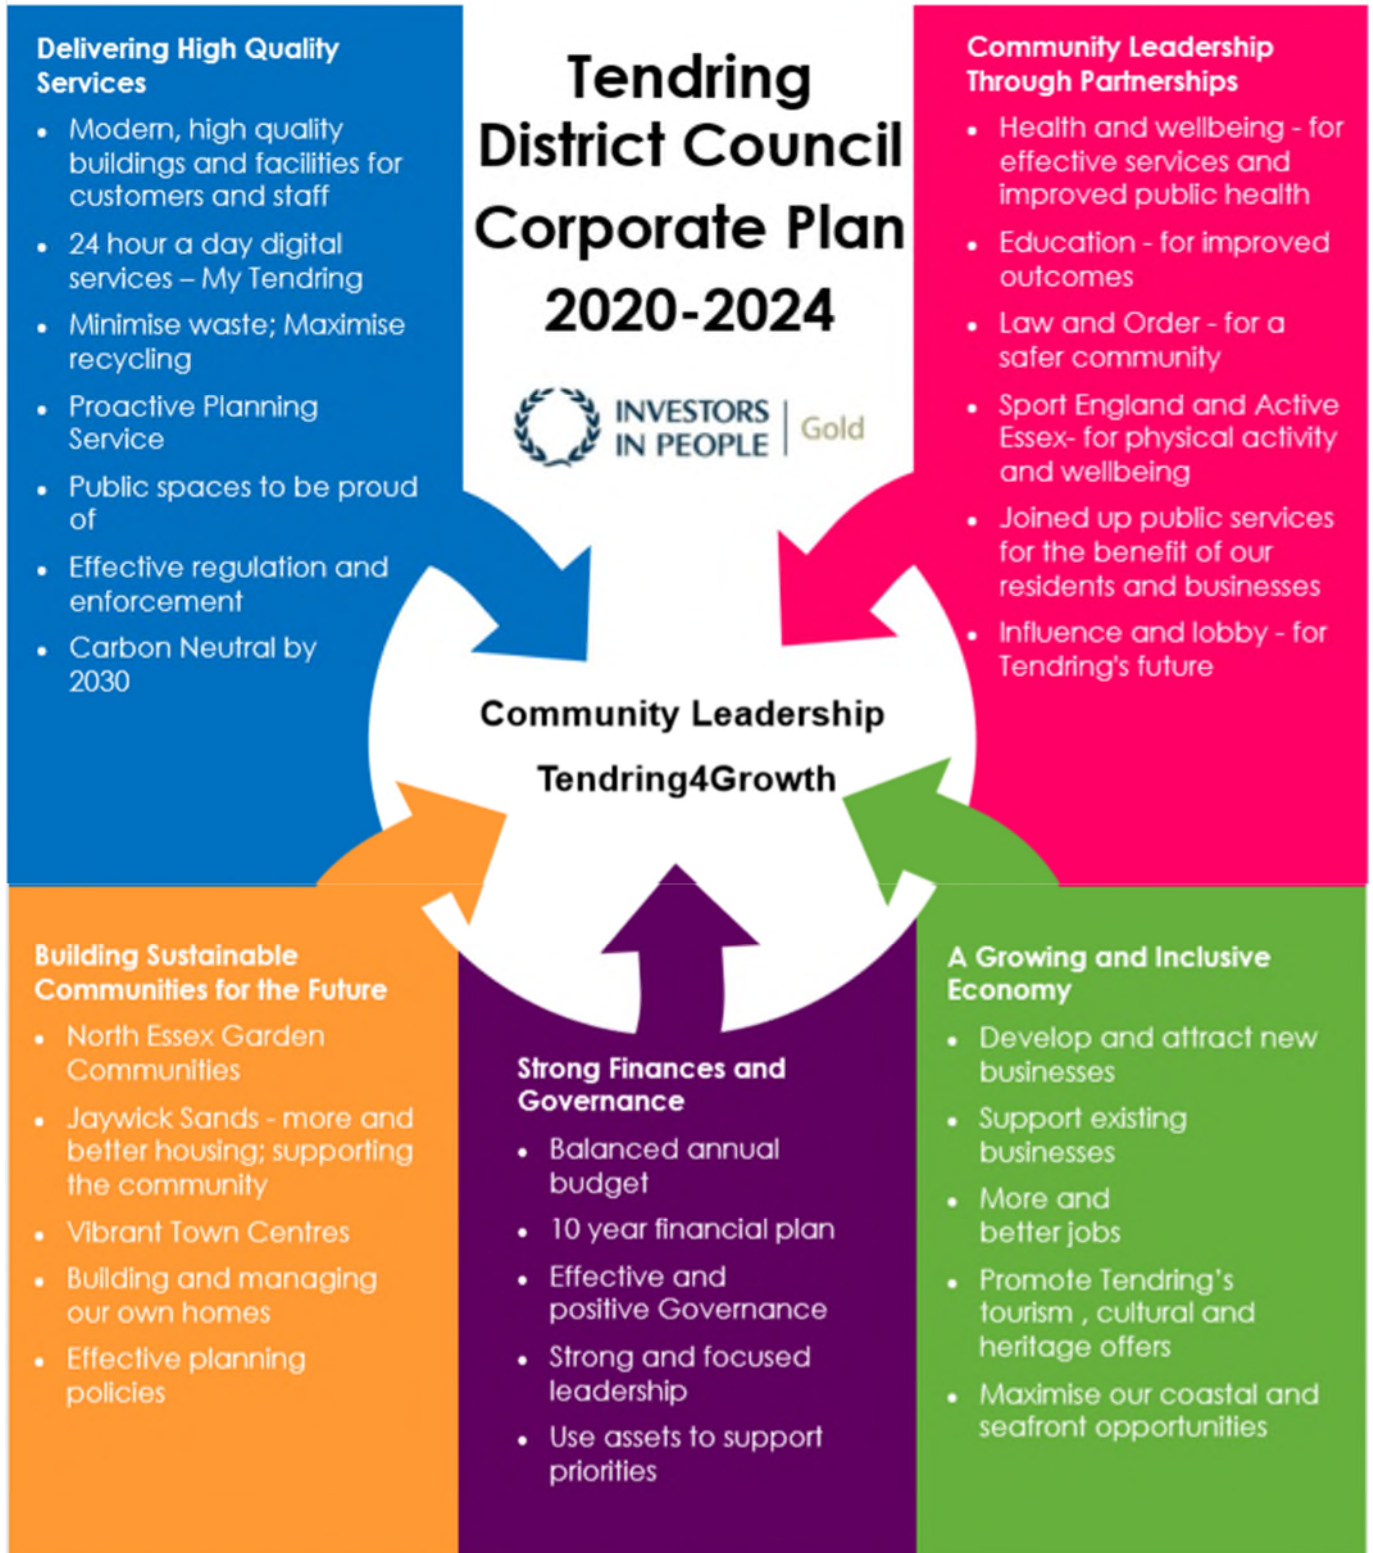 Delivering High Quality
Services
• Modern, high quality
buildings and facilities for
customers and staff
• 24 hour a day digital
services – My Tendring
• Minimise waste; Maximise
recycling
• Proactive Planning
Service
• Public spaces to be proud
of
• Effective regulation and
enforcement
• Carbon Neutral by
2030
Tendring
District Council
Corporate Plan
2020-2024
INVESTORS
IN PEOPLE
Gold
Community Leadership
Through Partnerships
• Health and wellbeing - for
effective services and
improved public health
• Education - for improved
outcomes
• Law and Order - for a
safer community
• Sport England and Active
Essex- for physical activity
and wellbeing
• Joined up public services
for the benefit of our
residents and businesses
• Influence and lobby - for
Tendring's future
Community Leadership
Tendring4Growth
Building Sustainable
Communities for the Future
• North Essex Garden
Communities
• Jaywick Sands - more and
better housing; supporting
the community
• Vibrant Town Centres
• Building and managing
our own homes
• Effective planning
policies
Strong Finances and
Governance
• Balanced annual
budget
• 10 year financial plan
• Effective and
positive Governance
• Strong and focused
leadership
• Use assets to support
priorities
A Growing and Inclusive
Economy
• Develop and attract new
businesses
• Support existing
businesses
• More and
better jobs
• Promote Tendring’s
tourism , cultural and
heritage offers
• Maximise our coastal and
seafront opportunities